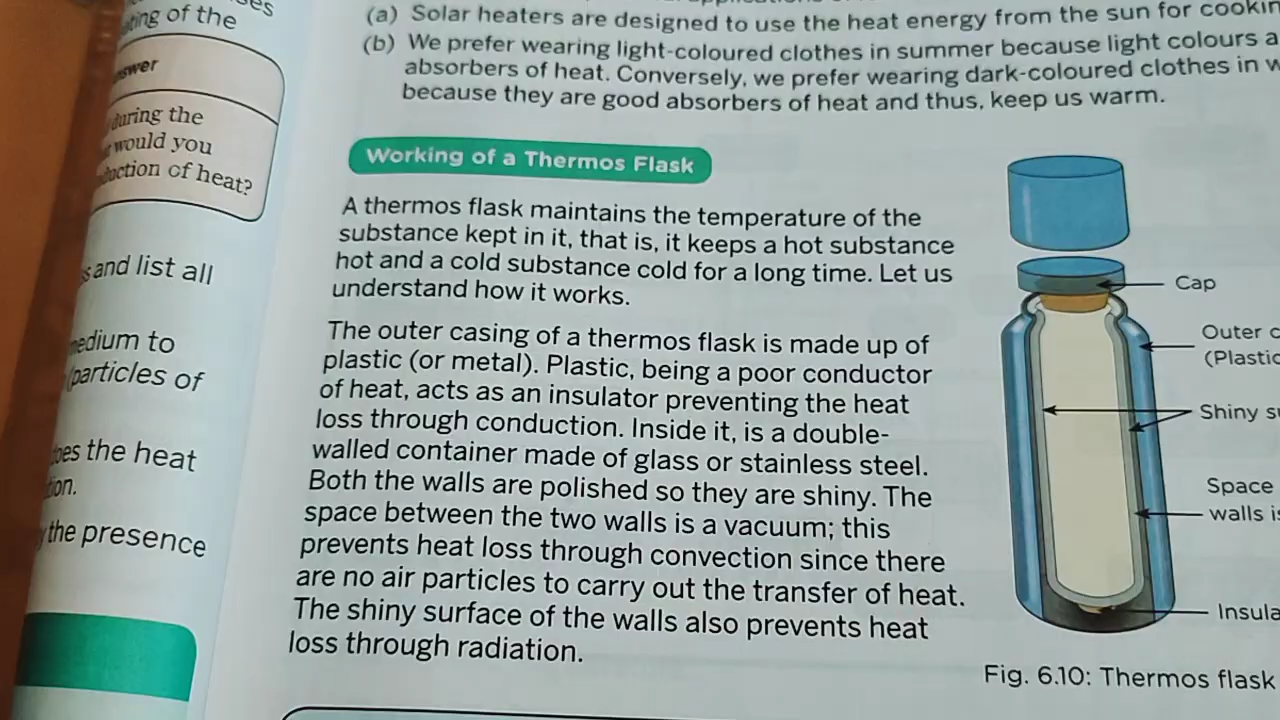 ting of the
during the
would you
uction of heat?
and list all
medium to
particles of
does the heat
the presence
(a) Solar heaters are designed to use the heat energy from the sun for
(b) We prefer wearing light-coloured clothes in summer because light colours
absorbers of heat. Conversely, we prefer wearing dark-coloured clothes in
because they are good absorbers of heat and thus, keep us warm.
Working of a Thermos Flask
A thermos flask maintains the temperature of the
substance kept in it, that is, it keeps a hot substance
hot and a cold substance cold for a long time. Let us
understand how it works.
The outer casing of a thermos flask is made up of
plastic (or metal). Plastic, being a poor conductor
of heat, acts as an insulator preventing the heat
loss through conduction. Inside it, is a double-
walled container made of glass or stainless steel.
Both the walls are polished so they are shiny. The
space between the two walls is a vacuum; this
prevents heat loss through convection since there
are no air particles to carry out the transfer of heat.
The shiny surface of the walls also prevents heat
loss through radiation.
Cap
Outer
(Plastic
Shiny
Space
walls
Insula
Fig. 6.10: Thermos flask